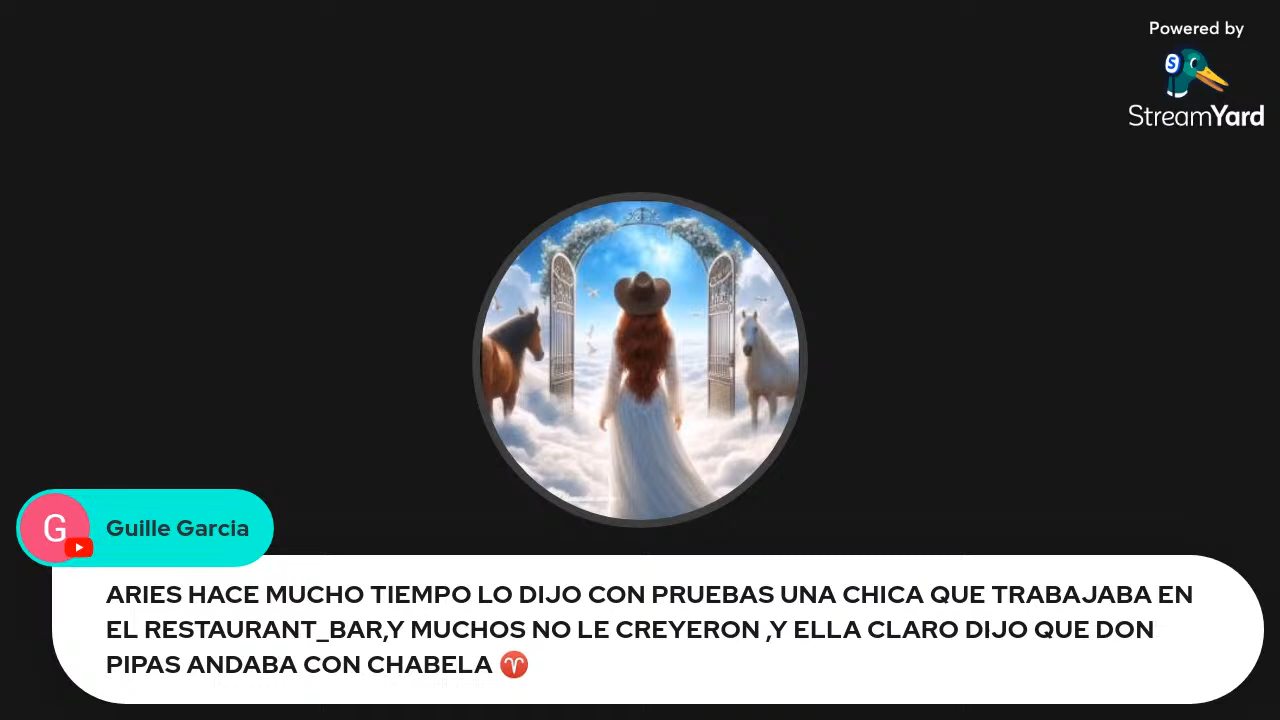 Powered by
S
StreamYard
G
Guille Garcia
ARIES HACE MUCHO TIEMPO LO DIJO CON PRUEBAS UNA CHICA QUE TRABAJABA EN
EL RESTAURANT_BAR,Y MUCHOS NO LE CREYERON ,Y ELLA CLARO DIJO QUE DON
PIPAS ANDABA CON CHABELA ♈